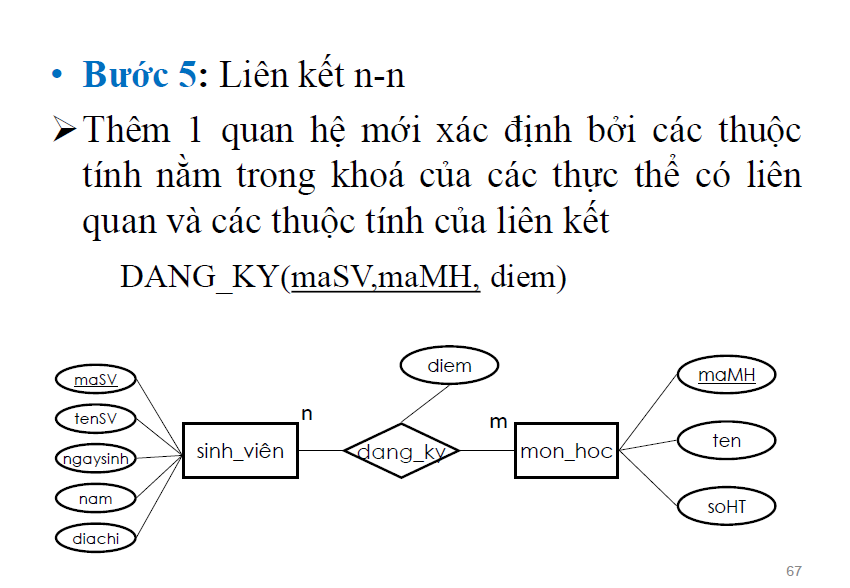 • Bước 5: Liên kết n-n
➢ Thêm 1 quan hệ mới xác định bởi các thuộc
tính nằm trong khoá của các thực thể có liên
quan và các thuộc tính của liên kết
DANG_KY(maSV,maMH, diem)
maSV
tenSV
ngaysinh
nam
diachi
sinh_viên
n
dang_ky
diem
m
mon_hoc
maMH
ten
soHT
67